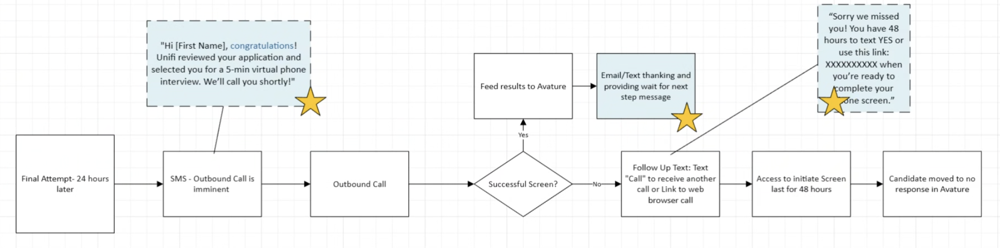 "Hi [First Name], congratulations!
Unifi reviewed your application and
selected you for a 5-min virtual phone
interview. We’ll call you shortly!"
“Sorry we missed
you! You have 48
hours to text YES or
use this link:
XXXXXXXXXX when
you’re ready to
complete your
one screen.”
Feed results to Avature
Email/Text thanking and
providing wait for next
step message
Yes
Final Attempt- 24 hours
later
SMS - Outbound Call is
imminent
Outbound Call
Successful Screen?
No
Follow Up Text: Text
"Call" to receive another
call or Link to web
browser call
Access to initiate Screen
last for 48 hours
Candidate moved to no
response in Avature